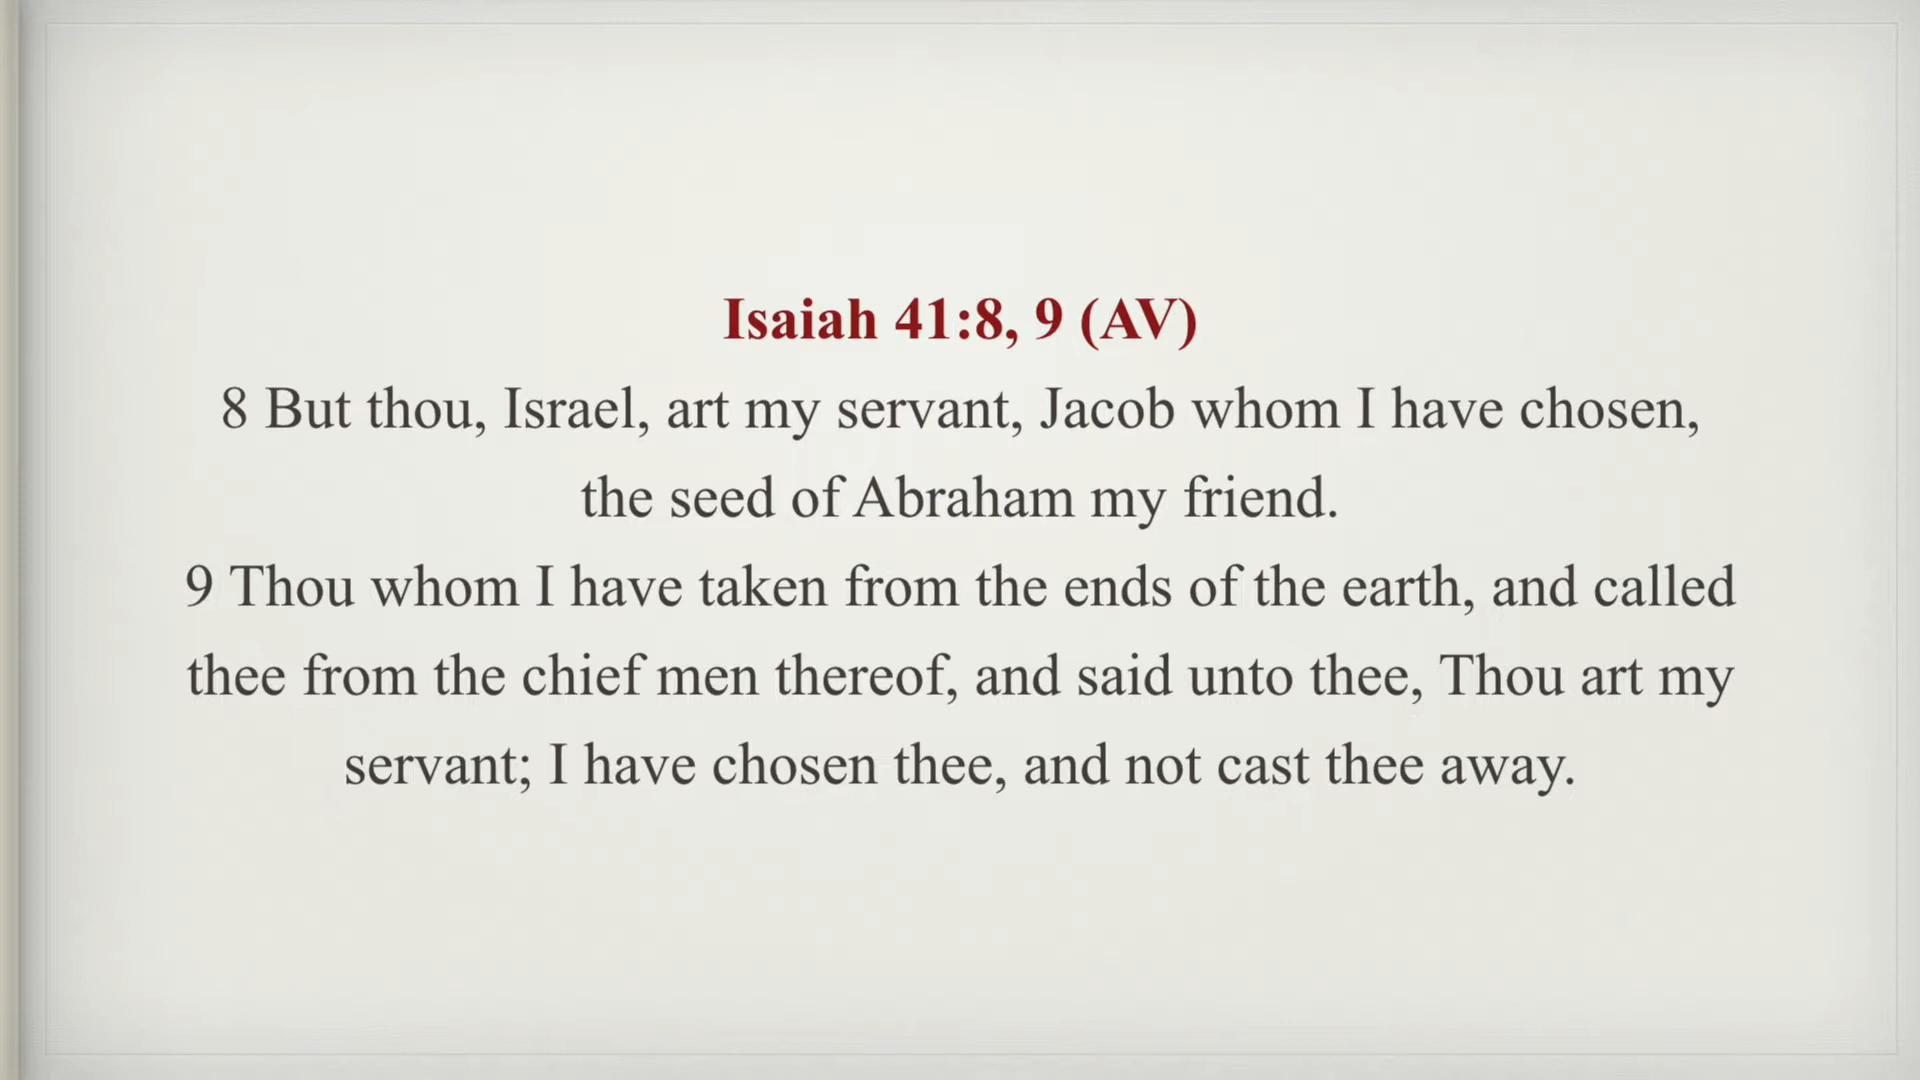 Isaiah 41:8, 9 (AV)
8 But thou, Israel, art my servant, Jacob whom I have chosen,
the seed of Abraham my friend.
9 Thou whom I have taken from the ends of the earth, and called
thee from the chief men thereof, and said unto thee, Thou art my
servant; I have chosen thee, and not cast thee away.